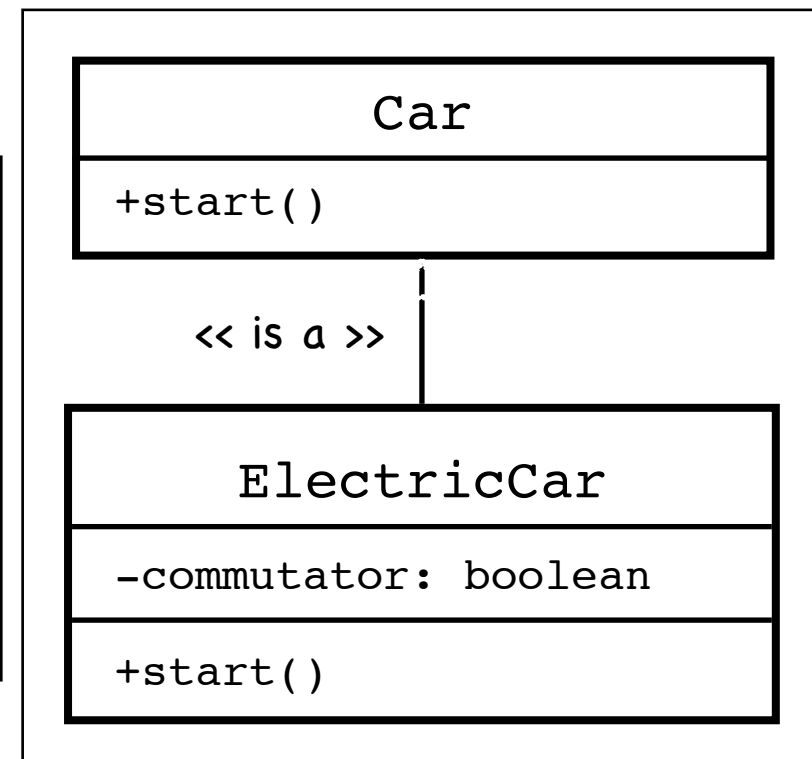 Car
+start()
<< is a >>
ElectricCar
-commutator: boolean
+start()